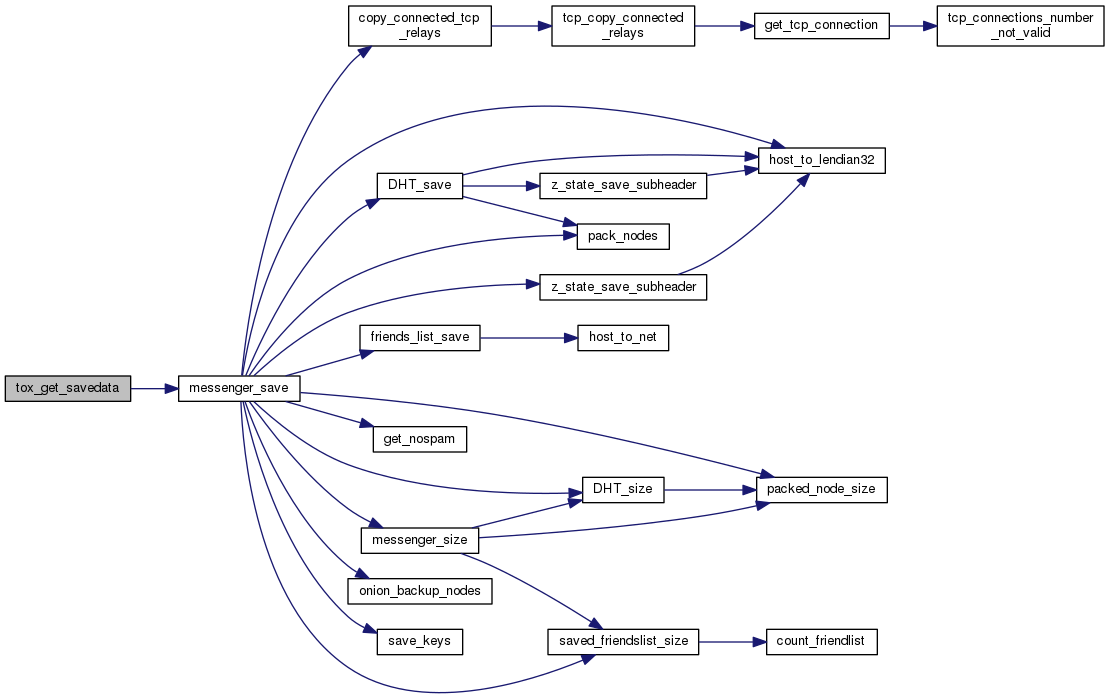 copy_connected_tcp
_relays
tcp_copy_connected
_relays
get_tcp_connection
tcp_connections_number
_not_valid
host_to_lendian32
DHT_save
z_state_save_subheader
pack_nodes
z_state_save_subheader
friends_list_save
host_to_net
tox_get_savedata
messenger_save
get_nospam
DHT_size
packed_node_size
messenger_size
onion_backup_nodes
save_keys
saved_friendslist_size
count_friendlist